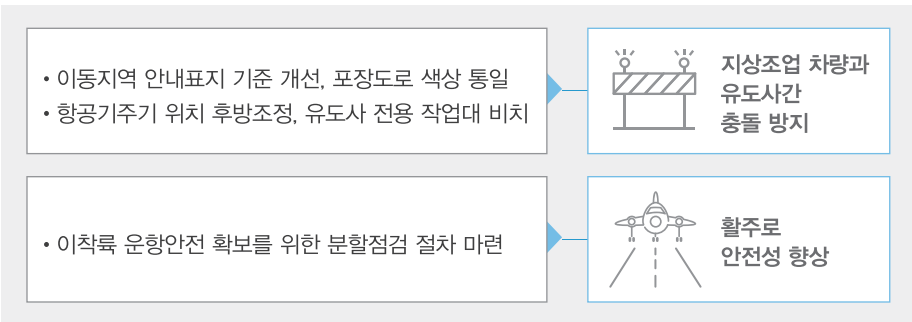 • 이동지역 안내표지 기준 개선, 포장도로 색상 통일
• 항공기주기 위치 후방조정, 유도사 전용 작업대 비치
지상조업 차량과
유도사간
충돌 방지
• 이착륙 운항안전 확보를 위한 분할점검 절차 마련
활주로
안전성 향상